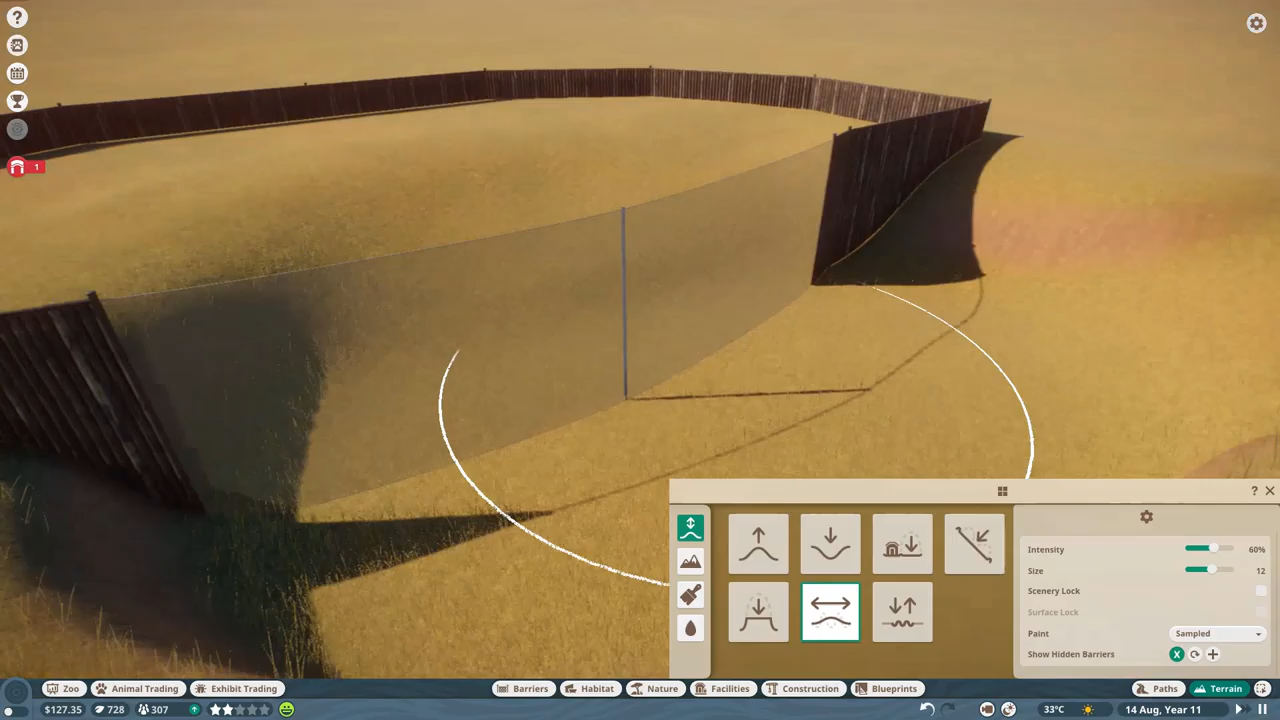 1
?
Intensity 60%
Size 12
Scenery Lock
Surface Lock
Paint Sampled
Show Hidden Barriers X
Zoo Animal Trading Exhibit Trading Barriers Habitat Nature Facilities Construction Blueprints Paths Terrain
$127.35 728 307 33°C 14 Aug, Year 11